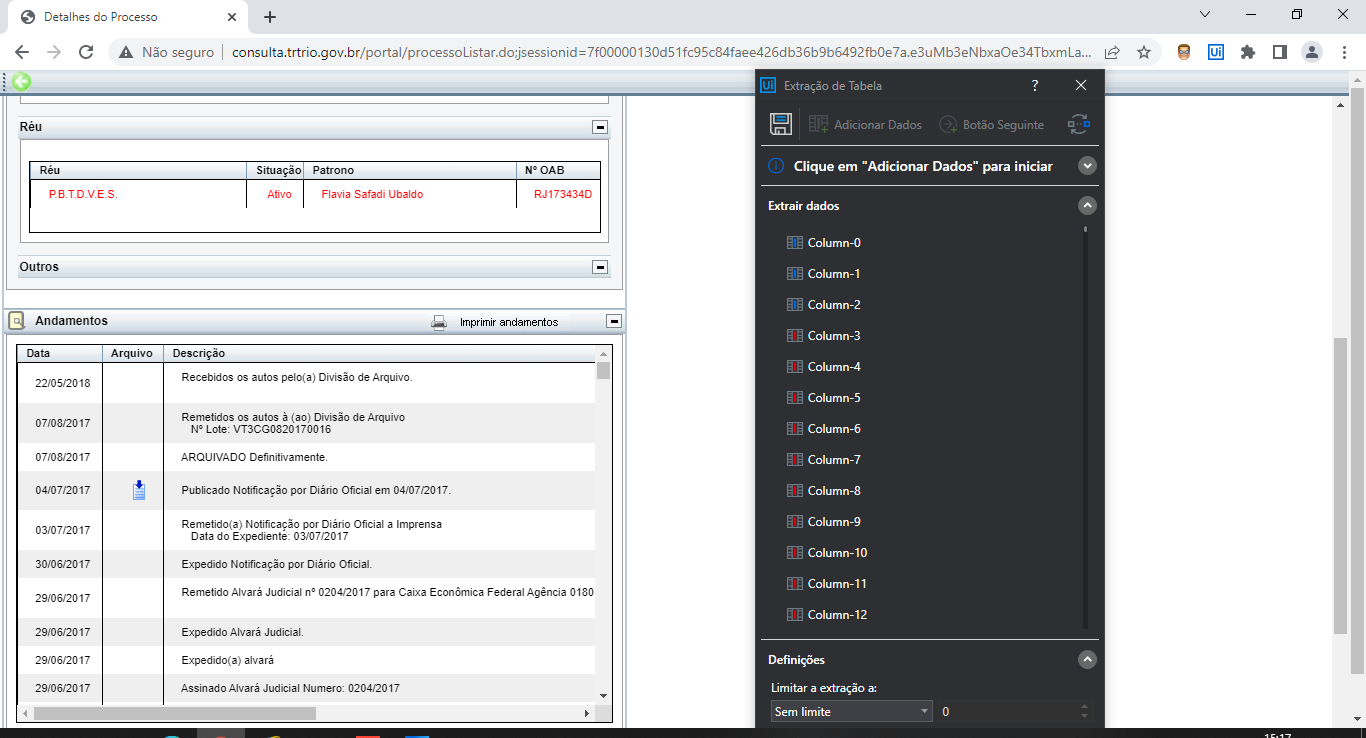 Detalhes do Processo
Não seguro
consulta.trtrio.gov.br/portal/processoListar.do;jsessionid=7f00000130d51fc95c84faee426db36b9b6492fb0e7a.e3uMb3eNbxaOe34TbxmLa...
Ui
Réu
Réu Situação Patrono Nº OAB
P.B.T.D.V.E.S. Ativo Flavia Safadi Ubaldo RJ173434D
Outros
Andamentos Imprimir andamentos
Data Arquivo Descrição
22/05/2018 Recebidos os autos pelo(a) Divisão de Arquivo.
07/08/2017 Remetidos os autos à (ao) Divisão de Arquivo
Nº Lote: VT3CG0820170016
07/08/2017 ARQUIVADO Definitivamente.
04/07/2017 Publicado Notificação por Diário Oficial em 04/07/2017.
03/07/2017 Remetido(a) Notificação por Diário Oficial a Imprensa
Data do Expediente: 03/07/2017
30/06/2017 Expedido Notificação por Diário Oficial.
29/06/2017 Remetido Alvará Judicial nº 0204/2017 para Caixa Econômica Federal Agência 0180
29/06/2017 Expedido Alvará Judicial.
29/06/2017 Expedido(a) alvará
29/06/2017 Assinado Alvará Judicial Numero: 0204/2017
Ui Extração de Tabela ?
Adicionar Dados Botão Seguinte
Clique em "Adicionar Dados" para iniciar
Extrair dados
Column-0
Column-1
Column-2
Column-3
Column-4
Column-5
Column-6
Column-7
Column-8
Column-9
Column-10
Column-11
Column-12
Definições
Limitar a extração a:
Sem limite 0
15:17